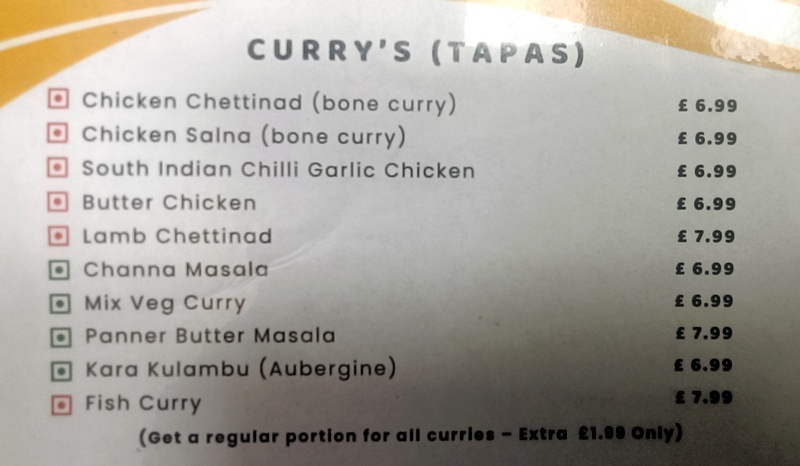 CURRY'S (TAPAS)
Chicken Chettinad (bone curry) £ 6.99
Chicken Salna (bone curry) £ 6.99
South Indian Chilli Garlic Chicken £ 6.99
Butter Chicken £ 6.99
Lamb Chettinad £ 7.99
Channa Masala £ 6.99
Mix Veg Curry £ 6.99
Panner Butter Masala £ 7.99
Kara Kulambu (Aubergine) £ 6.99
Fish Curry £ 7.99
(Get a regular portion for all curries – Extra £1.99 Only)